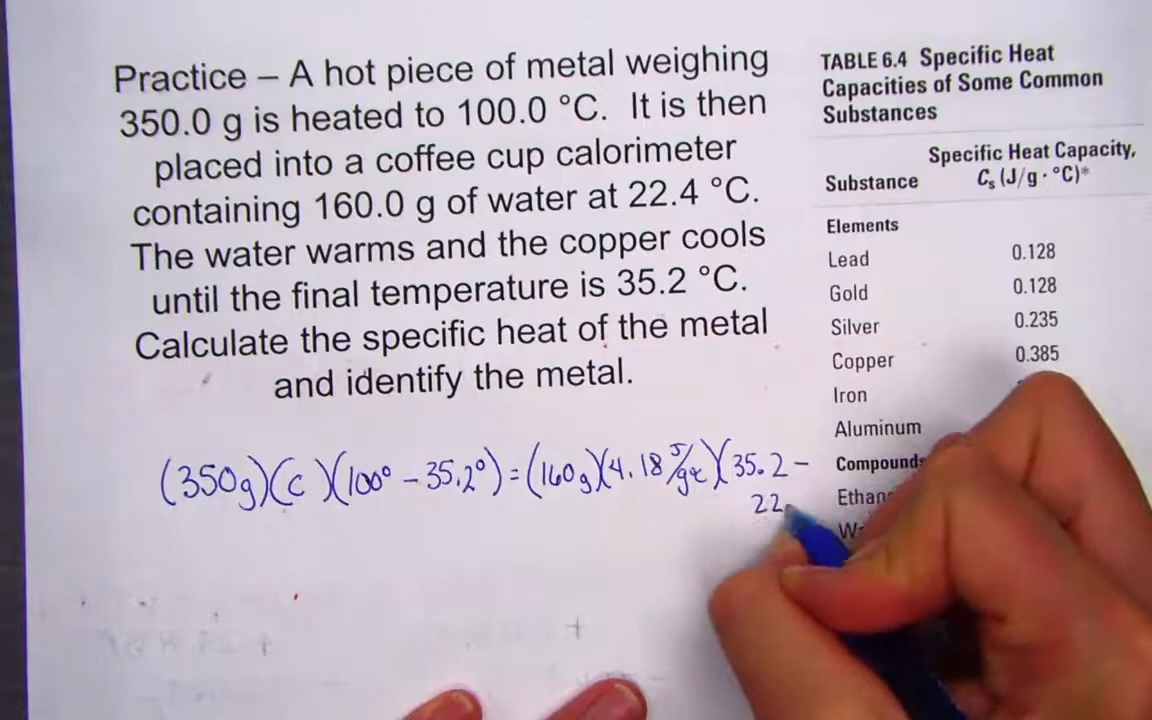 Practice – A hot piece of metal weighing
350.0 g is heated to 100.0 °C. It is then
placed into a coffee cup calorimeter
containing 160.0 g of water at 22.4 °C.
The water warms and the copper cools
until the final temperature is 35.2 °C.
Calculate the specific heat of the metal
and identify the metal.
(350g)(c )(100° - 35.2°) = (160g)(4.18 J/g°C)(35.2 -
22.
TABLE 6.4 Specific Heat
Capacities of Some Common
Substances
Specific Heat Capacity,
Substance Cs (J/g · °C)*
Elements
Lead 0.128
Gold 0.128
Silver 0.235
Copper 0.385
Iron
Aluminum
Compounds